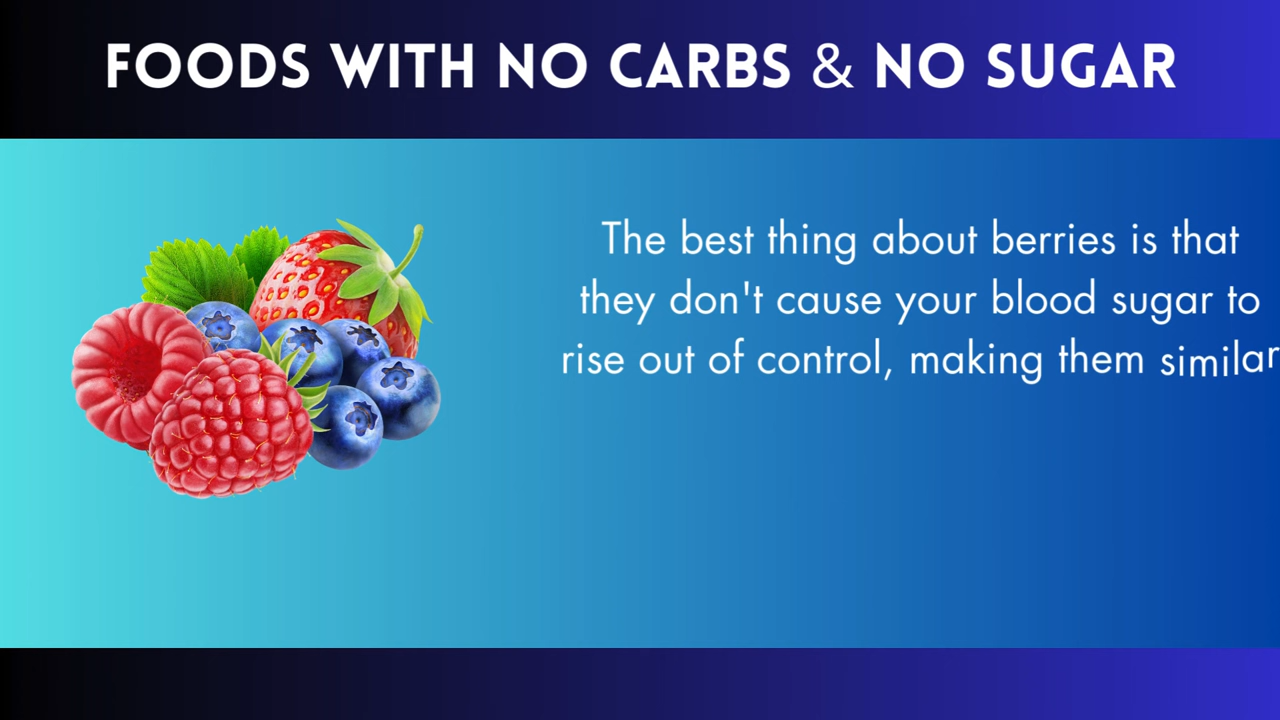 FOODS WITH NO CARBS & NO SUGAR
The best thing about berries is that
they don't cause your blood sugar to
rise out of control, making them similar